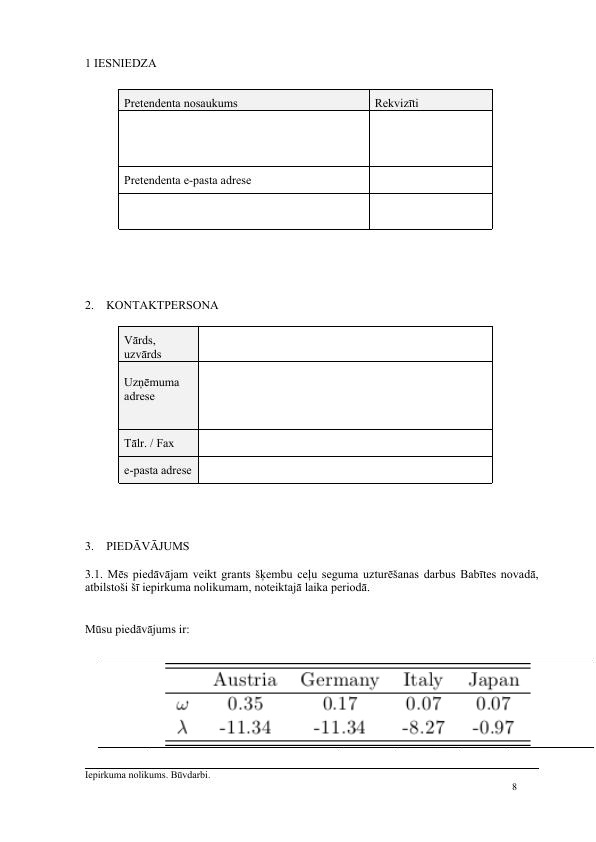 1 IESNIEDZA
Pretendenta nosaukums Rekvizīti
Pretendenta e-pasta adrese
2. KONTAKTPERSONA
Vārds,
uzvārds
Uzņēmuma
adrese
Tālr. / Fax
e-pasta adrese
3. PIEDĀVĀJUMS
3.1. Mēs piedāvājam veikt grants šķembu ceļu seguma uzturēšanas darbus Babītes novadā,
atbilstoši šī iepirkuma nolikumam, noteiktajā laika periodā.
Mūsu piedāvājums ir:
Austria Germany Italy Japan
ω 0.35 0.17 0.07 0.07
λ -11.34 -11.34 -8.27 -0.97
Iepirkuma nolikums. Būvdarbi.
8